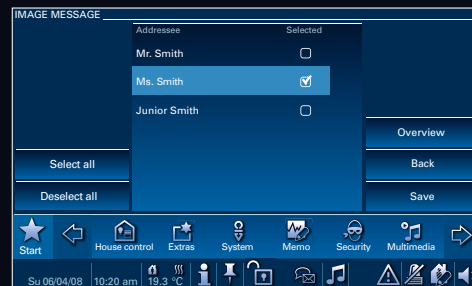 IMAGE MESSAGE
Addressee Selected
Mr. Smith
Ms. Smith
Junior Smith
Overview
Select all Back
Deselect all Save
Start House control Extras System Memo Security Multimedia
Su 06/04/08 10:20 am 19.3 °C